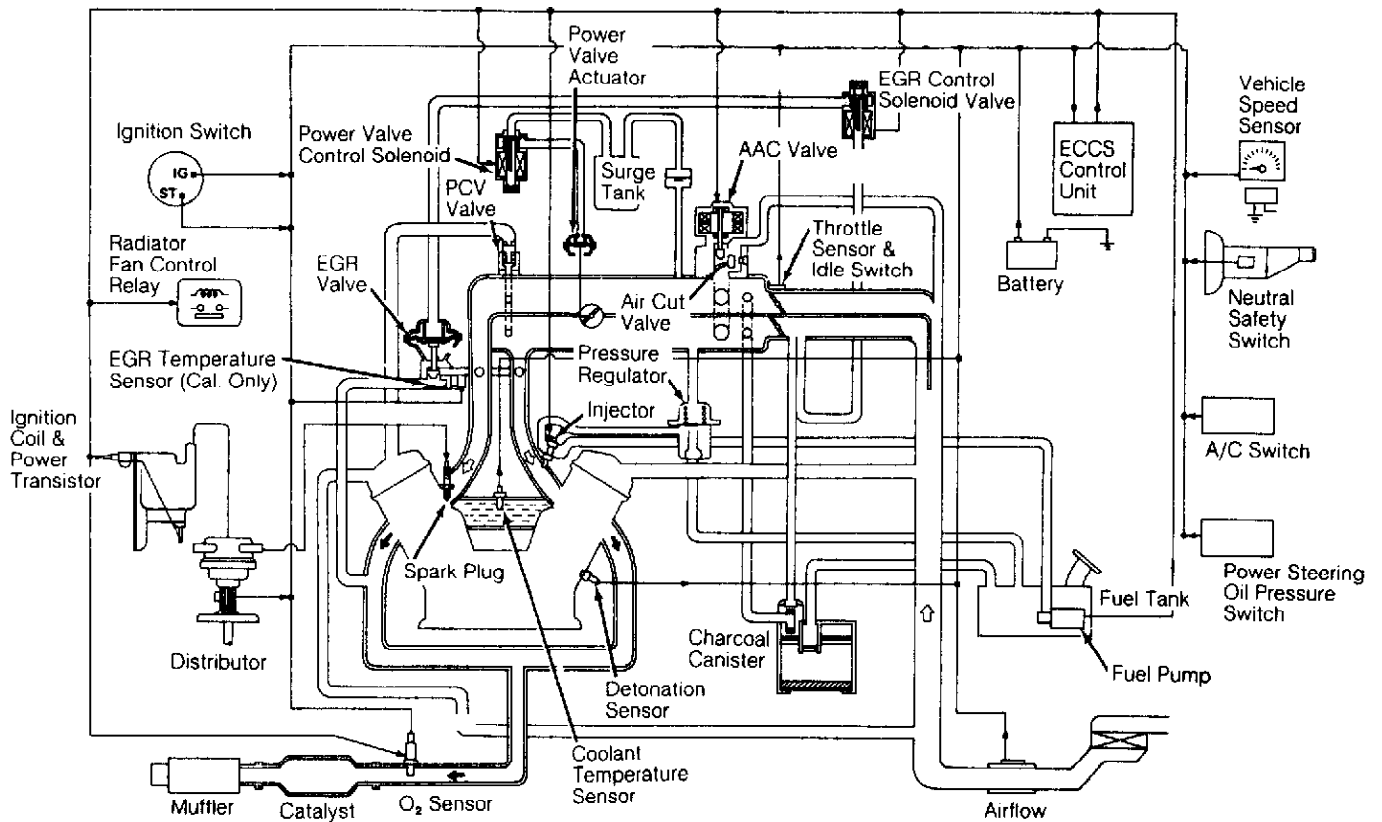 Power
Valve
Actuator
EGR Control
Solenoid Valve
Vehicle
Speed
Sensor
Ignition Switch
IG
ST
Power Valve
Control Solenoid
AAC Valve
ECCS
Control
Unit
Surge
Tank
PCV
Valve
Radiator
Fan Control
Relay
Throttle
Sensor &
Idle Switch
EGR
Valve
Battery
Air Cut
Valve
Neutral
Safety
Switch
EGR Temperature
Sensor (Cal. Only)
Pressure
Regulator
Injector
Ignition
Coil &
Power
Transistor
A/C Switch
Spark Plug
Power Steering
Oil Pressure
Switch
Fuel Tank
Distributor
Charcoal
Canister
Fuel Pump
Detonation
Sensor
Coolant
Temperature
Sensor
Muffler
Catalyst
O₂ Sensor
Airflow